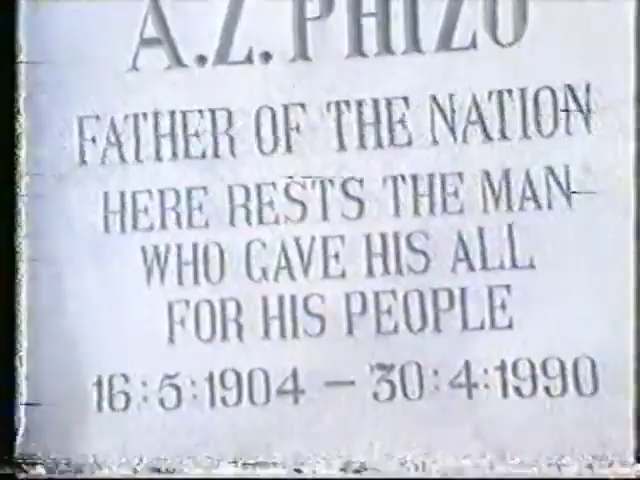 A.Z. PHIZO
FATHER OF THE NATION
HERE RESTS THE MAN
WHO GAVE HIS ALL
FOR HIS PEOPLE
16:5:1904 – 30:4:1990